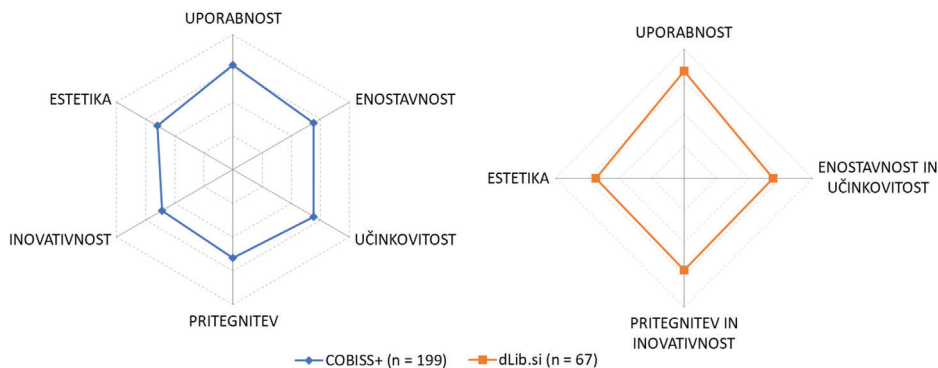 UPORABNOST
ESTETIKA
ENOSTAVNOST
INOVATIVNOST
UČINKOVITOST
PRITEGNITEV
UPORABNOST
ESTETIKA
ENOSTAVNOST IN
UČINKOVITOST
PRITEGNITEV IN
INOVATIVNOST
COBISS+ (n = 199)
dLib.si (n = 67)